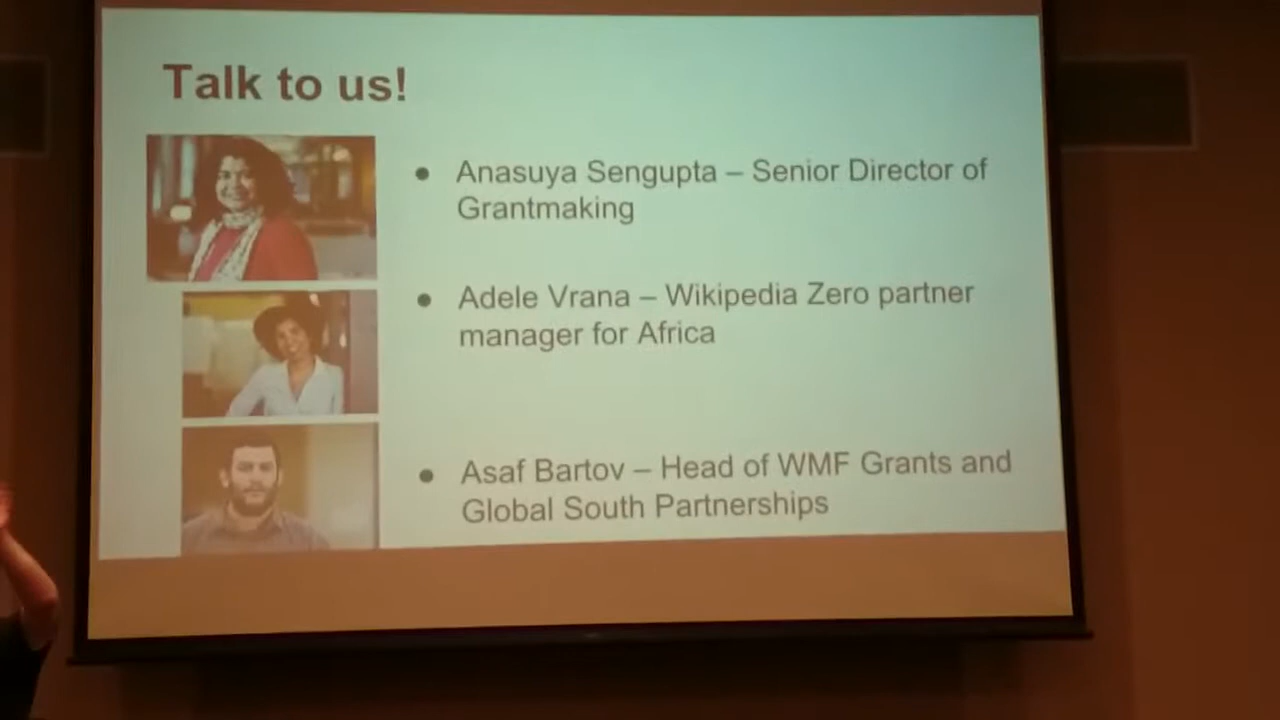 Talk to us!
● Anasuya Sengupta – Senior Director of
Grantmaking
● Adele Vrana – Wikipedia Zero partner
manager for Africa
● Asaf Bartov – Head of WMF Grants and
Global South Partnerships